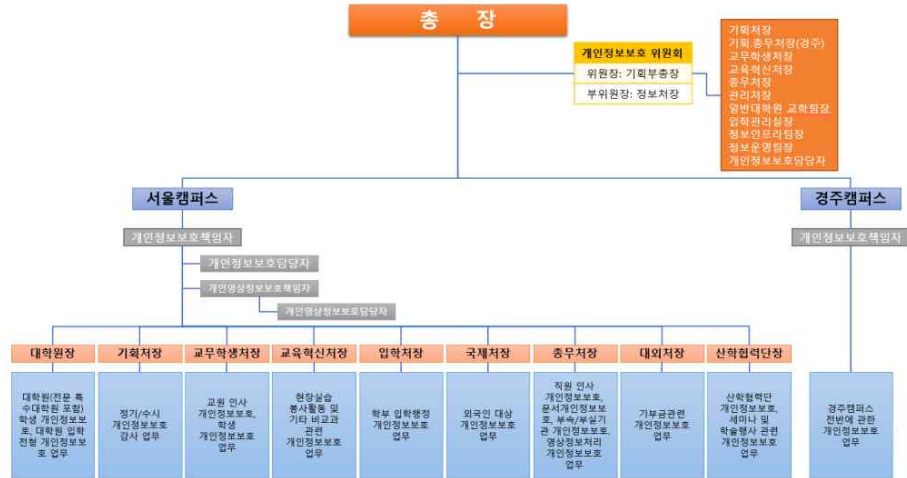 총 장
개인정보보호 위원회
위원장: 기획부총장
부위원장: 정보처장
기획처장
기획.총무처장(경주)
교무학생처장
교육혁신처장
총무처장
관리처장
일반대학원 교학팀장.
입학관리실장
정보인프라팀장
정보운영팀장
개인정보보호담당자
서울캠퍼스
경주캠퍼스
개인정보보호책임자
개인정보보호책임자
개인정보보호담당자
개인영상정보보호책임자
개인영상정보보호담당자
대학원장
기획처장
교무학생처장
교육혁신처장
입학처장
국제처장
총무처장
대외처장
산학협력단장
대학원(전문 특
수대학원 포함)
학생 개인정보보
호, 대학원 입학
전형 개인정보보
호 업무
정기/수시
개인정보보호
감사 업무
교원 인사
개인정보보호,
학생
개인정보보호
업무
현장실습
봉사활동 및
기타 비교과
관련
개인정보보호
업무
학부 입학행정
개인정보보호
업무
외국인 대상
개인정보보호
업무
직원 인사
개인정보보호,
문서개인정보보
호, 부속/부설기
관 개인정보보호.
영상정보처리
개인정보보호
업무
기부금관련
개인정보보호
업무
산학협력단
개인정보보호,
세미나 및
학술행사 관련
개인정보보호
업무
경주캠퍼스
전반에 관한
개인정보보호
업무